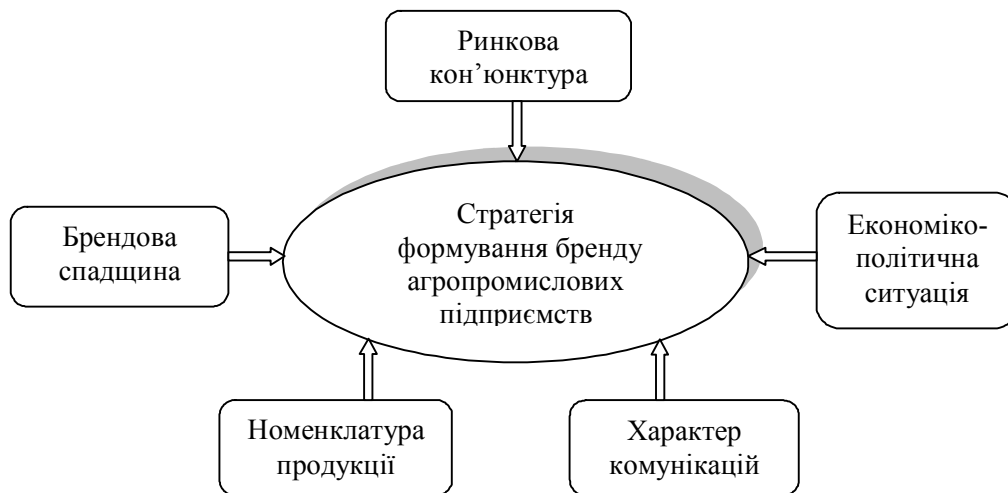 Ринкова
кон’юнктура
Брендова
спадщина
Стратегія
формування бренду
агропромислових
підприємств
Економіко-
політична
ситуація
Номенклатура
продукції
Характер
комунікацій